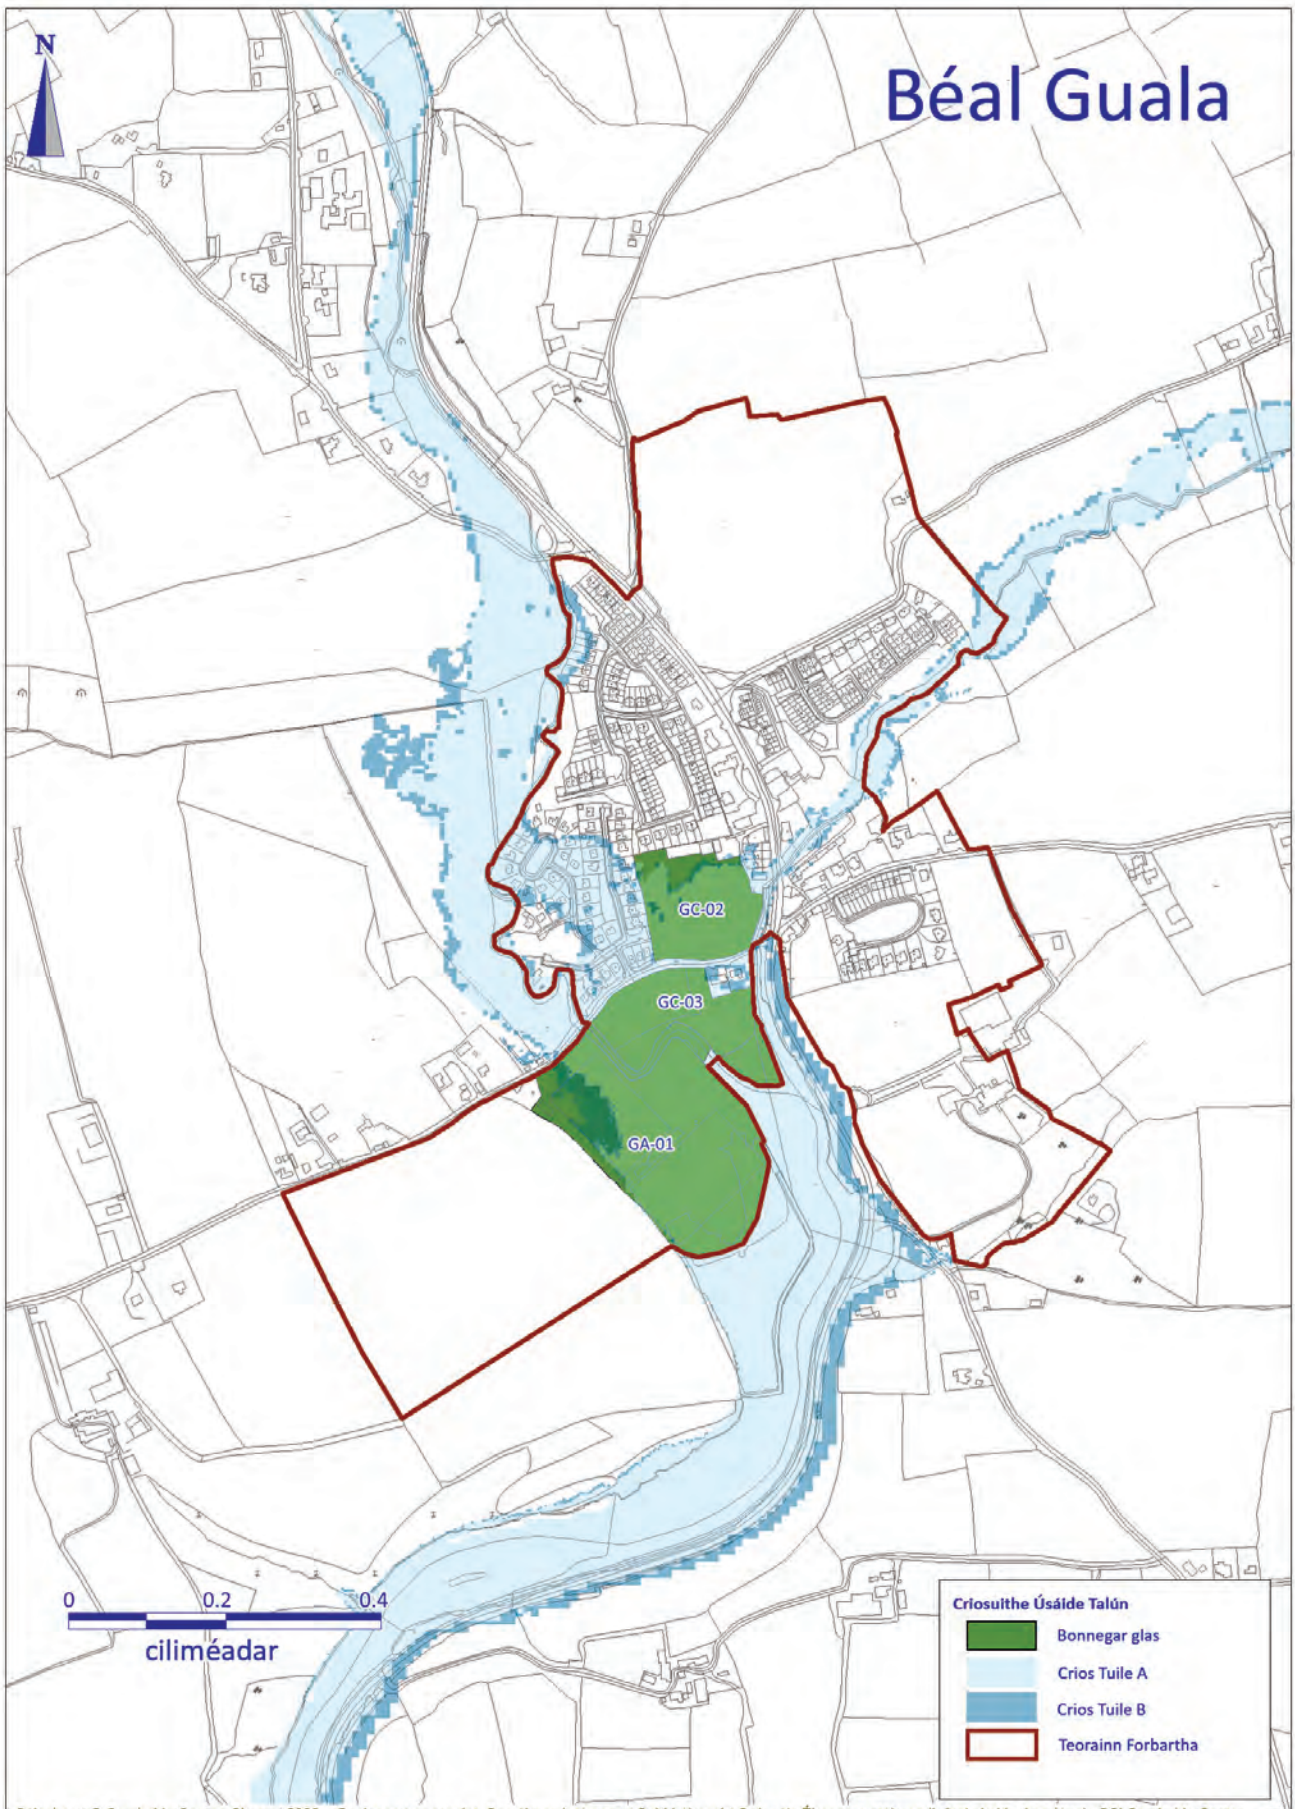 N
Béal Guala
GC-02
GC-03
GA-01
0 0.2 0.4
ciliméadar
Criosuithe Úsáide Talún
Bonnegar glas
Crios Tuile A
Crios Tuile B
Teorainn Forbartha